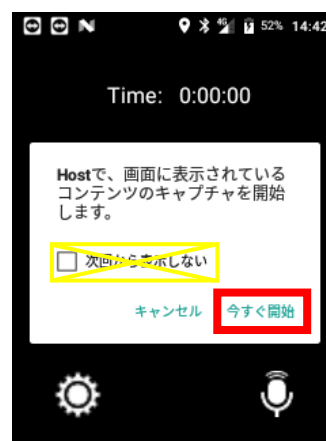 4G 52% 14:42
Time: 0:00:00
Hostで、画面に表示されている
コンテンツのキャプチャを開始
します。
次回から表示しない
キャンセル 今すぐ開始